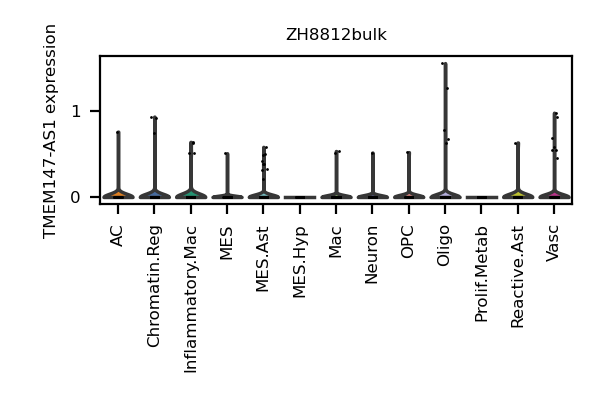 ZH8812bulk
TMEM147-AS1 expression
1
0
AC
Chromatin.Reg
Inflammatory.Mac
MES
MES.Ast
MES.Hyp
Mac
Neuron
OPC
Oligo
Prolif.Metab
Reactive.Ast
Vasc